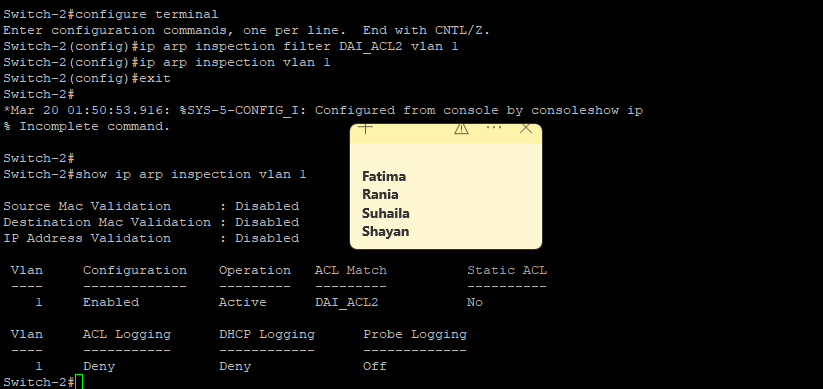 Switch-2#configure terminal
Enter configuration commands, one per line.  End with CNTL/Z.
Switch-2(config)#ip arp inspection filter DAI_ACL2 vlan 1
Switch-2(config)#ip arp inspection vlan 1
Switch-2(config)#exit
Switch-2#
*Mar 20 01:50:53.916: %SYS-5-CONFIG_I: Configured from console by consoleshow ip
% Incomplete command.
Switch-2#
Switch-2#show ip arp inspection vlan 1
Fatima
Rania
Suhaila
Shayan
Source Mac Validation      : Disabled
Destination Mac Validation : Disabled
IP Address Validation      : Disabled
Vlan     Configuration    Operation   ACL Match          Static ACL
----     -------------    ---------   ---------          ----------
1     Enabled          Active      DAI_ACL2           No
Vlan     ACL Logging      DHCP Logging      Probe Logging
----     -----------      ------------      -------------
1     Deny             Deny              Off
Switch-2#